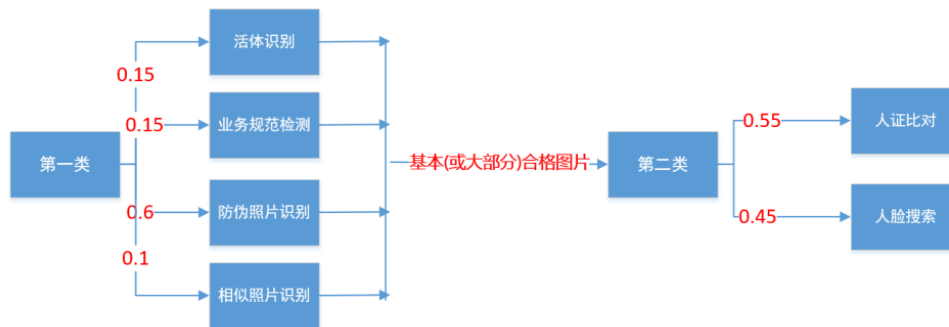 第一类
0.15
活体识别
0.15
业务规范检测
0.6
防伪照片识别
0.1
相似照片识别
基本(或大部分)合格图片
第二类
0.55
人证比对
0.45
人脸搜索